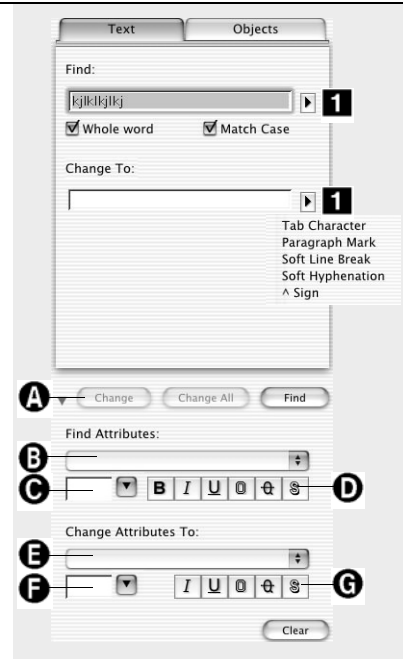 Text Objects
Find:
kjlklkjlkj
1
Whole word Match Case
Change To:
1
Tab Character
Paragraph Mark
Soft Line Break
Soft Hyphenation
^ Sign
A Change Change All Find
Find Attributes:
B
C B I U O a S D
Change Attributes To:
E
F I U O a S G
Clear